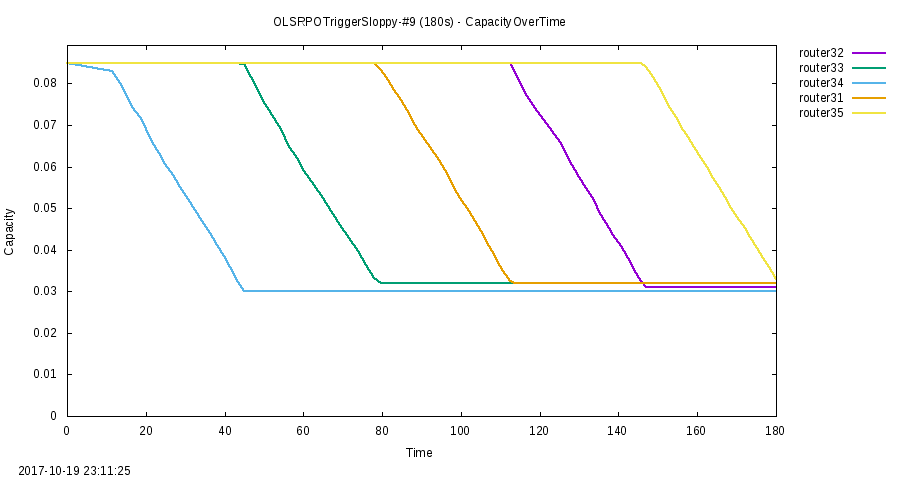 OLSRPOTriggerSloppy-#9 (180s) - CapacityOverTime
router32
router33
router34
router31
router35
0.08
0.07
0.06
0.05
0.04
0.03
0.02
0.01
0
Capacity
0 20 40 60 80 100 120 140 160 180
Time
2017-10-19 23:11:25